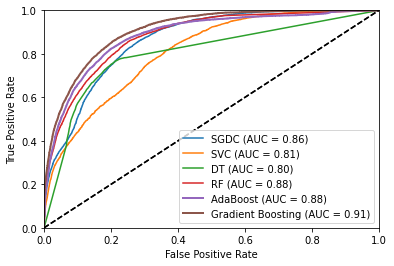 1.0
0.8
0.6
0.4
0.2
0.0
True Positive Rate
SGDC (AUC = 0.86)
SVC (AUC = 0.81)
DT (AUC = 0.80)
RF (AUC = 0.88)
AdaBoost (AUC = 0.88)
Gradient Boosting (AUC = 0.91)
0.0 0.2 0.4 0.6 0.8 1.0
False Positive Rate